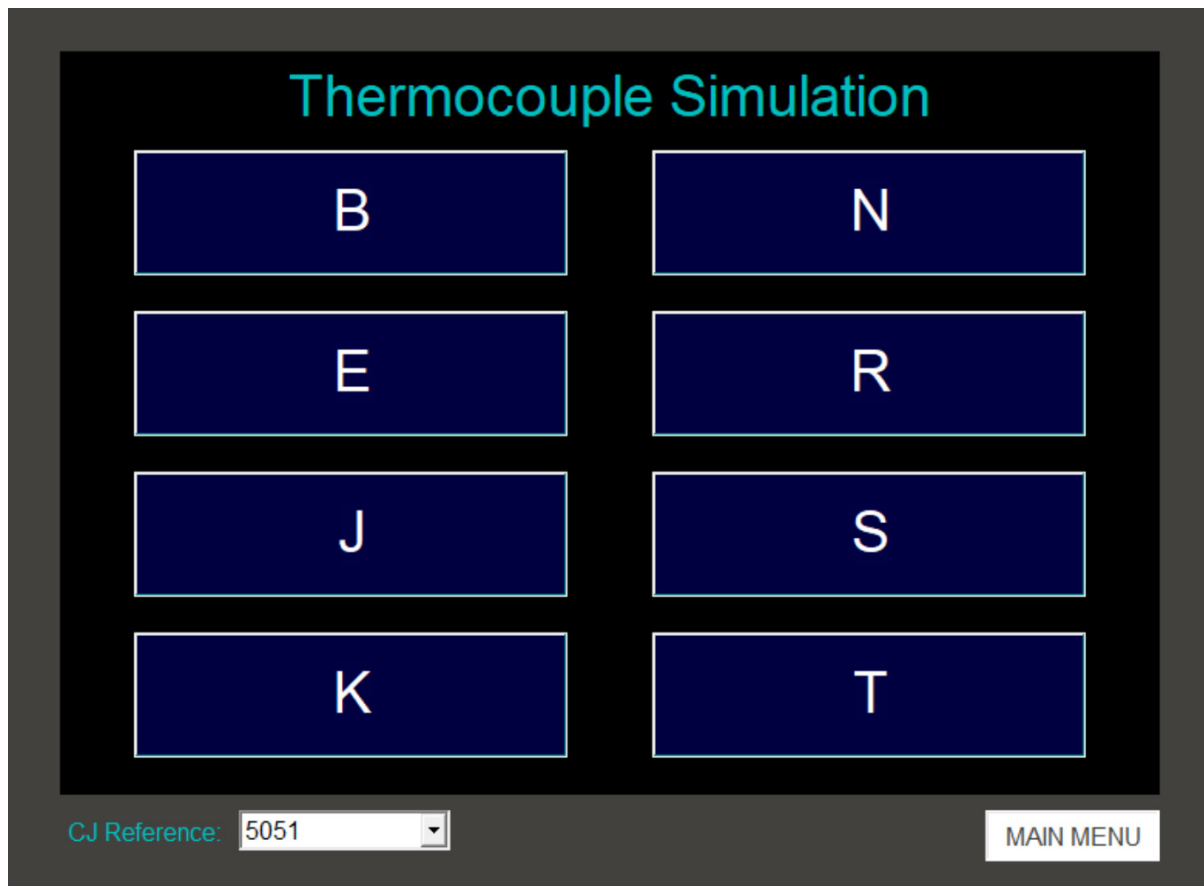 Thermocouple Simulation
B
N
E
R
J
S
K
T
CJ Reference: 5051
MAIN MENU